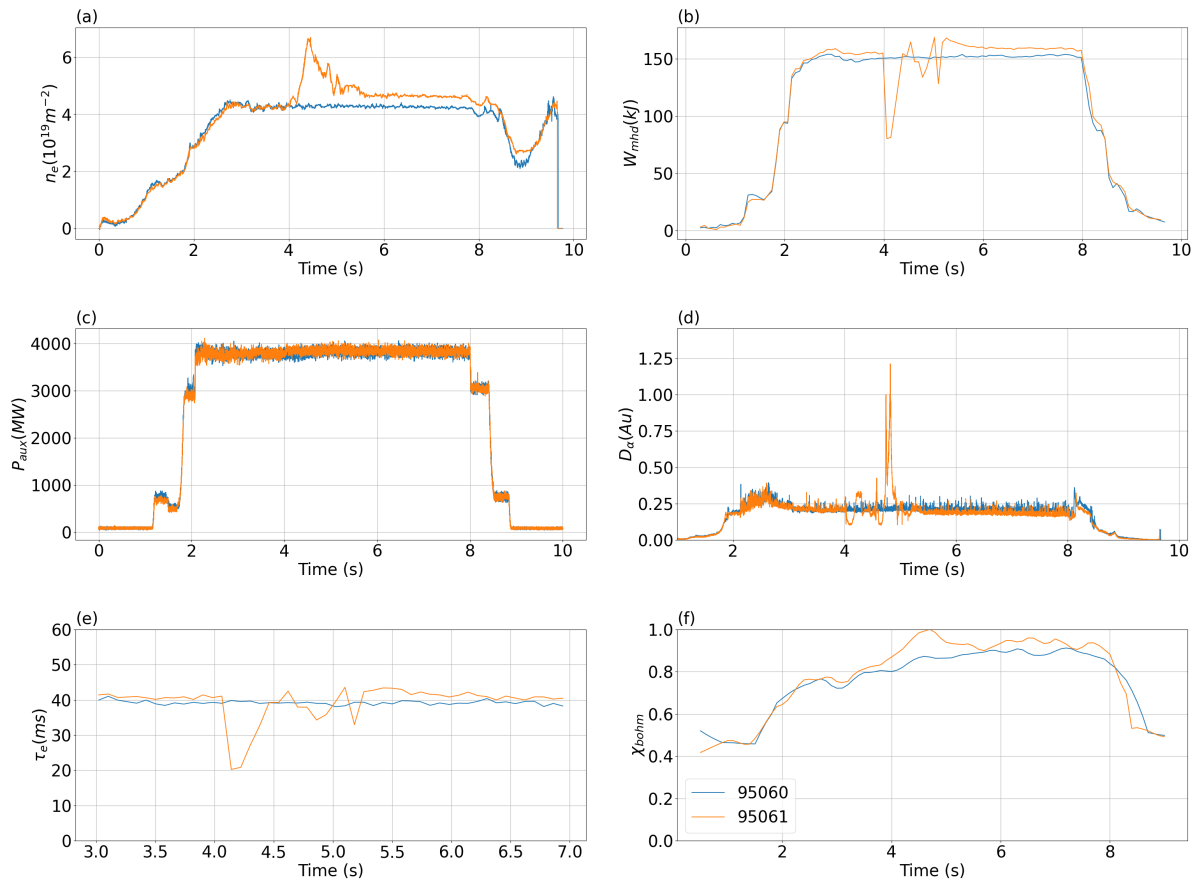 (a)
n_e(10^19 m^−2)
6
4
2
0
0 2 4 6 8 10
Time (s)
(b)
W_mhd(kJ)
150
100
50
0
0 2 4 6 8 10
Time (s)
(c)
P_aux(MW)
4000
3000
2000
1000
0
0 2 4 6 8 10
Time (s)
(d)
D_α(Au)
1.25
1.00
0.75
0.50
0.25
0.00
2 4 6 8 10
Time (s)
(e)
τ_e(ms)
60
50
40
30
20
10
0
3.0 3.5 4.0 4.5 5.0 5.5 6.0 6.5 7.0
Time (s)
(f)
χ_bohm
1.0
0.8
0.6
0.4
0.2
0.0
95060
95061
2 4 6 8
Time (s)